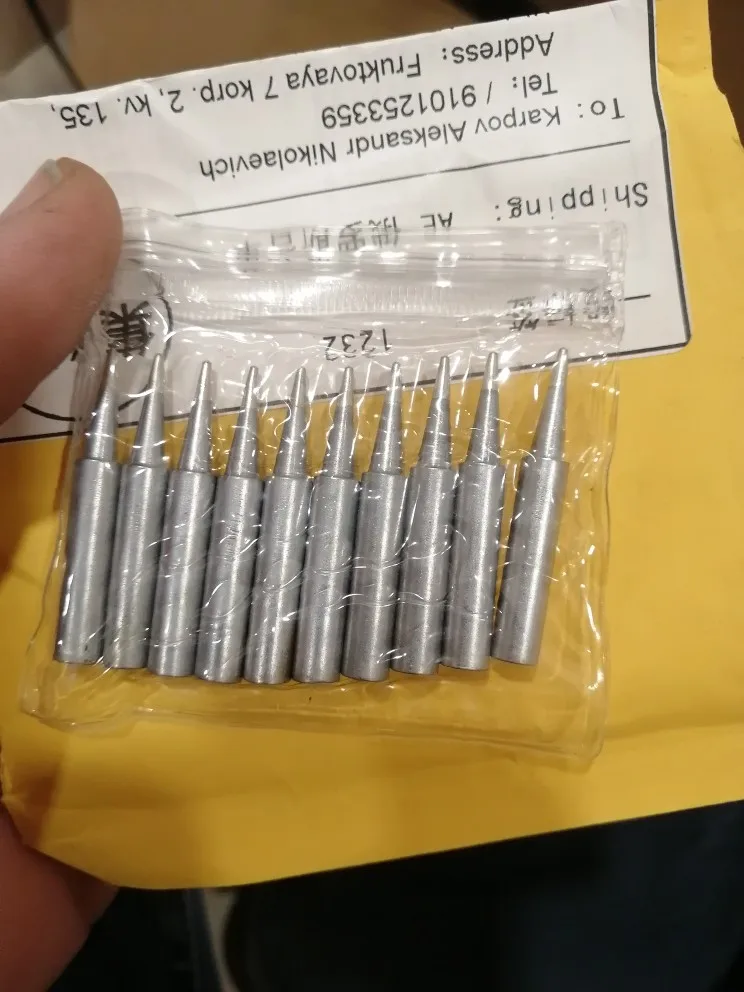 Shipping: AE
To: Karpov Aleksandr Nikolaevich
Tel: / 9101253359
Address: Fruktovaya 7 korp. 2, kv. 135,
1232